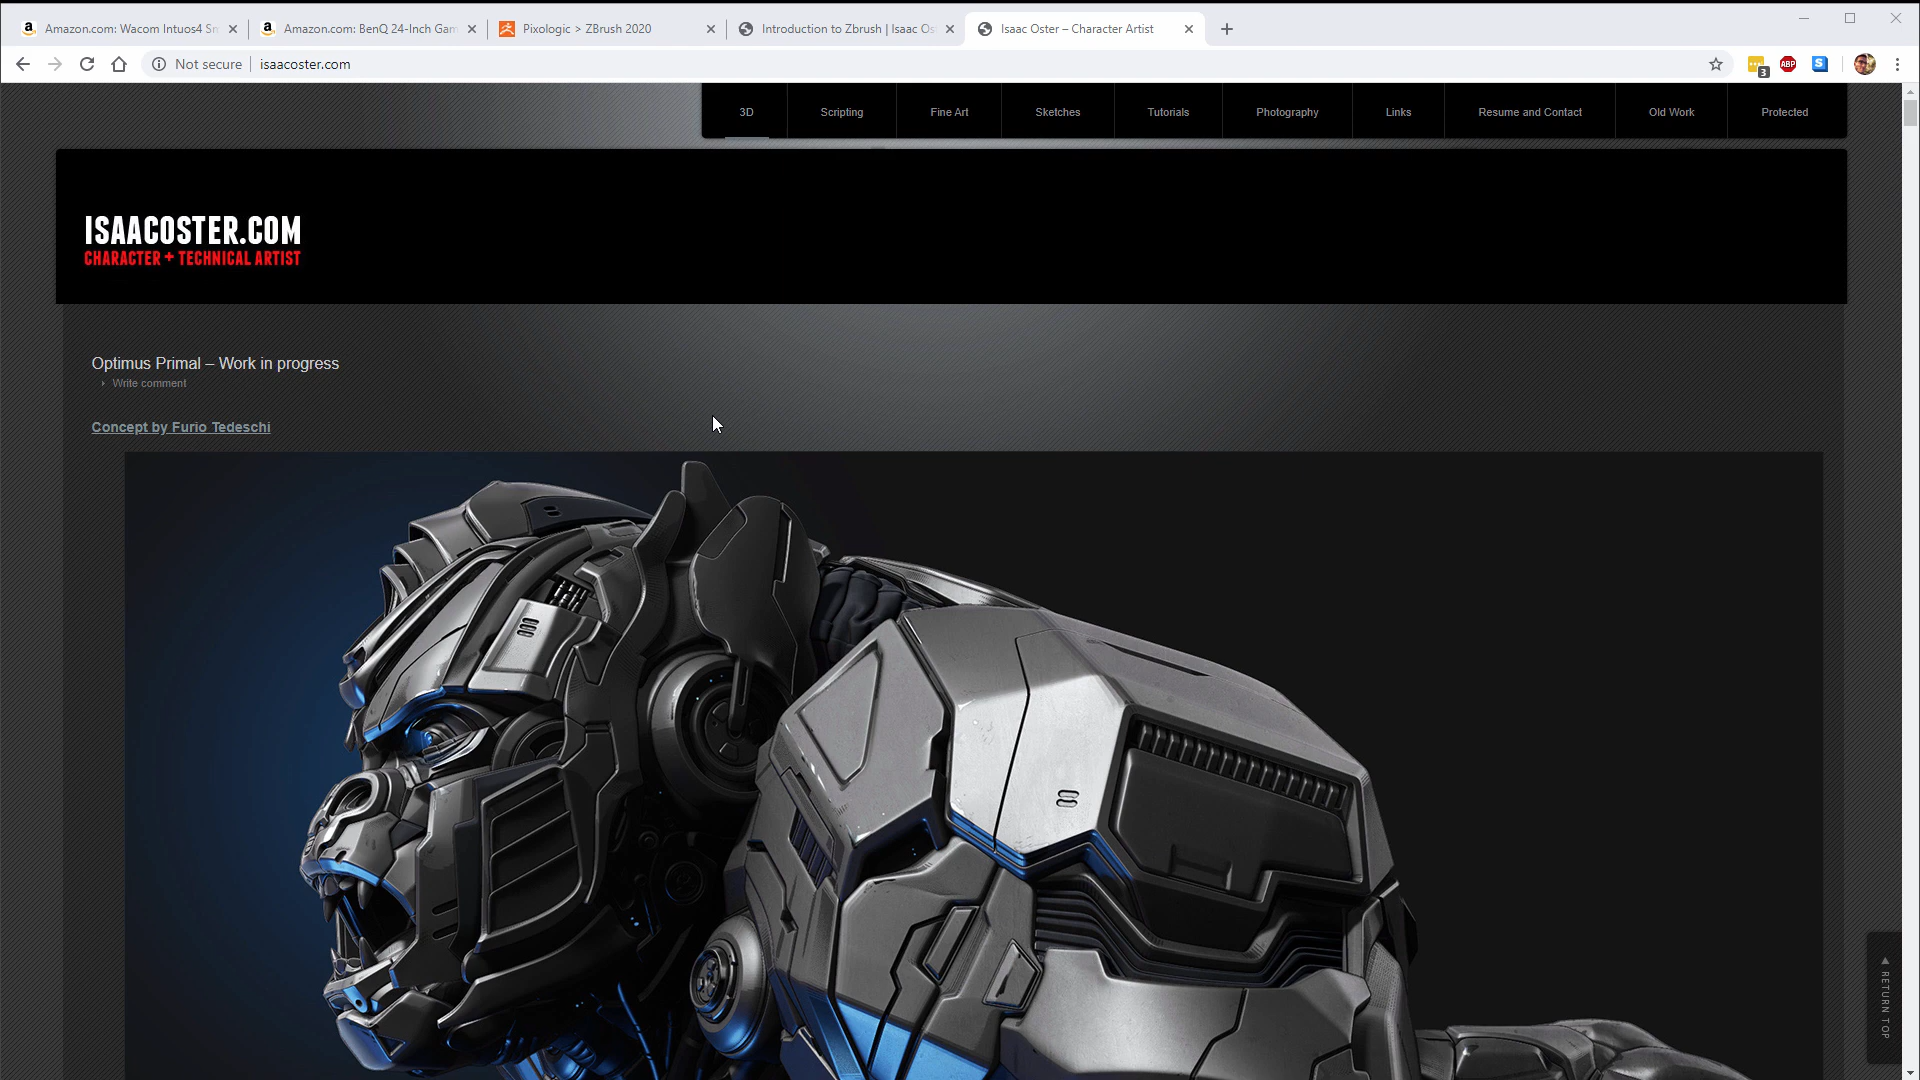 Amazon.com: Wacom Intuos4 Sm
Amazon.com: BenQ 24-Inch Gam
Pixologic > ZBrush 2020
Introduction to Zbrush | Isaac Os
Isaac Oster – Character Artist
Not secure
isaacoster.com
3
ABP
S
3D
Scripting
Fine Art
Sketches
Tutorials
Photography
Links
Resume and Contact
Old Work
Protected
ISAACOSTER.COM
CHARACTER + TECHNICAL ARTIST
Optimus Primal – Work in progress
Write comment
Concept by Furio Tedeschi
RETURN TOP